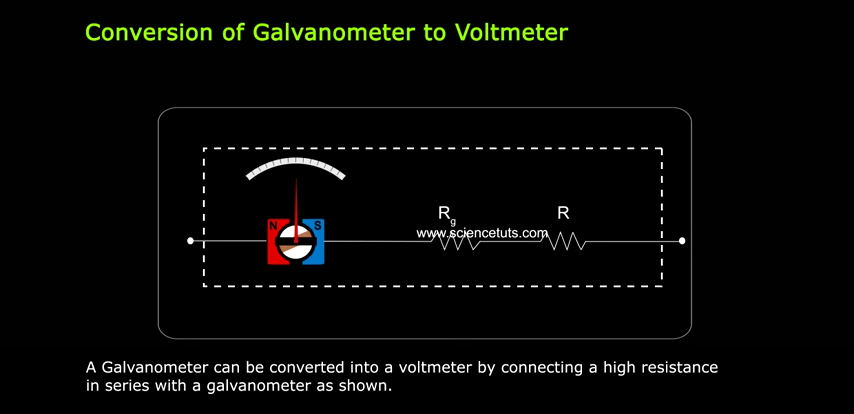 Conversion of Galvanometer to Voltmeter
Rg R
www.sciencetuts.com
N S
A Galvanometer can be converted into a voltmeter by connecting a high resistance
in series with a galvanometer as shown.